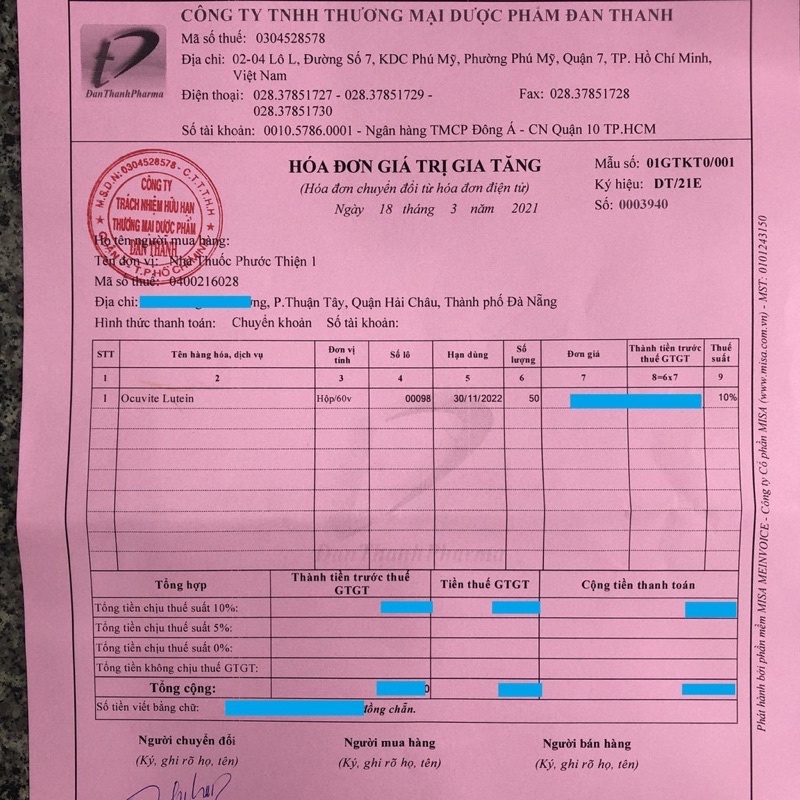 CÔNG TY TNHH THƯƠNG MẠI DƯỢC PHẨM ĐAN THANH
Mã số thuế: 0304528578
Địa chỉ: 02-04 Lô L, Đường Số 7, KDC Phú Mỹ, Phường Phú Mỹ, Quận 7, TP. Hồ Chí Minh,
Việt Nam
ĐanThanhPharma
Điện thoại: 028.37851727 - 028.37851729 - Fax: 028.37851728
028.37851730
Số tài khoản: 0010.5786.0001 - Ngân hàng TMCP Đông Á - CN Quận 10 TP.HCM
HÓA ĐƠN GIÁ TRỊ GIA TĂNG
(Hóa đơn chuyển đổi từ hóa đơn điện tử)
Ngày 18 tháng 3 năm 2021
Mẫu số: 01GTKT0/001
Ký hiệu: DT/21E
Số: 0003940
M.S.D.N: 0304528578 - C.T.T.T.H.H
CÔNG TY
TRÁCH NHIỆM HỮU HẠN
THƯƠNG MẠI DƯỢC PHẨM
ĐAN THANH
QUẬN 7 - T.P HỒ CHÍ MINH
Họ tên người mua hàng:
Tên đơn vị: Nhà Thuốc Phước Thiện 1
Mã số thuế: 0400216028
Địa chỉ: ng, P.Thuận Tây, Quận Hải Châu, Thành phố Đà Nẵng
Hình thức thanh toán: Chuyển khoản Số tài khoản:
STT Tên hàng hóa, dịch vụ Đơn vị tính Số lô Hạn dùng Số lượng Đơn giá Thành tiền trước thuế GTGT Thuế suất
1 2 3 4 5 6 7 8=6x7 9
1 Ocuvite Lutein Hộp/60v 00098 30/11/2022 50 10%
ĐanThanhPharma
Tổng hợp Thành tiền trước thuế GTGT Tiền thuế GTGT Cộng tiền thanh toán
Tổng tiền chịu thuế suất 10%:
Tổng tiền chịu thuế suất 5%:
Tổng tiền chịu thuế suất 0%:
Tổng tiền không chịu thuế GTGT:
Tổng cộng: 0
Số tiền viết bằng chữ: đồng chẵn.
Người chuyển đổi Người mua hàng Người bán hàng
(Ký, ghi rõ họ, tên) (Ký, ghi rõ họ, tên) (Ký, ghi rõ họ, tên)
Phát hành bởi phần mềm MISA MEINVOICE - Công ty Cổ phần MISA (www.misa.com.vn) - MST: 0101243150